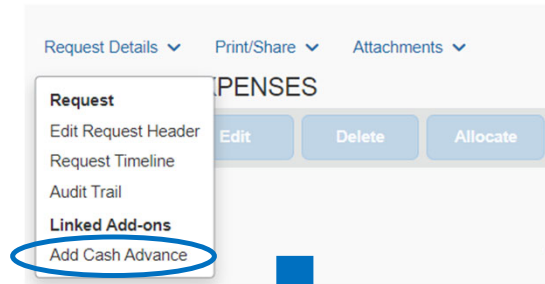 Request Details Print/Share Attachments
PENSES
Request
Edit Request Header
Edit Delete Allocate
Request Timeline
Audit Trail
Linked Add-ons
Add Cash Advance